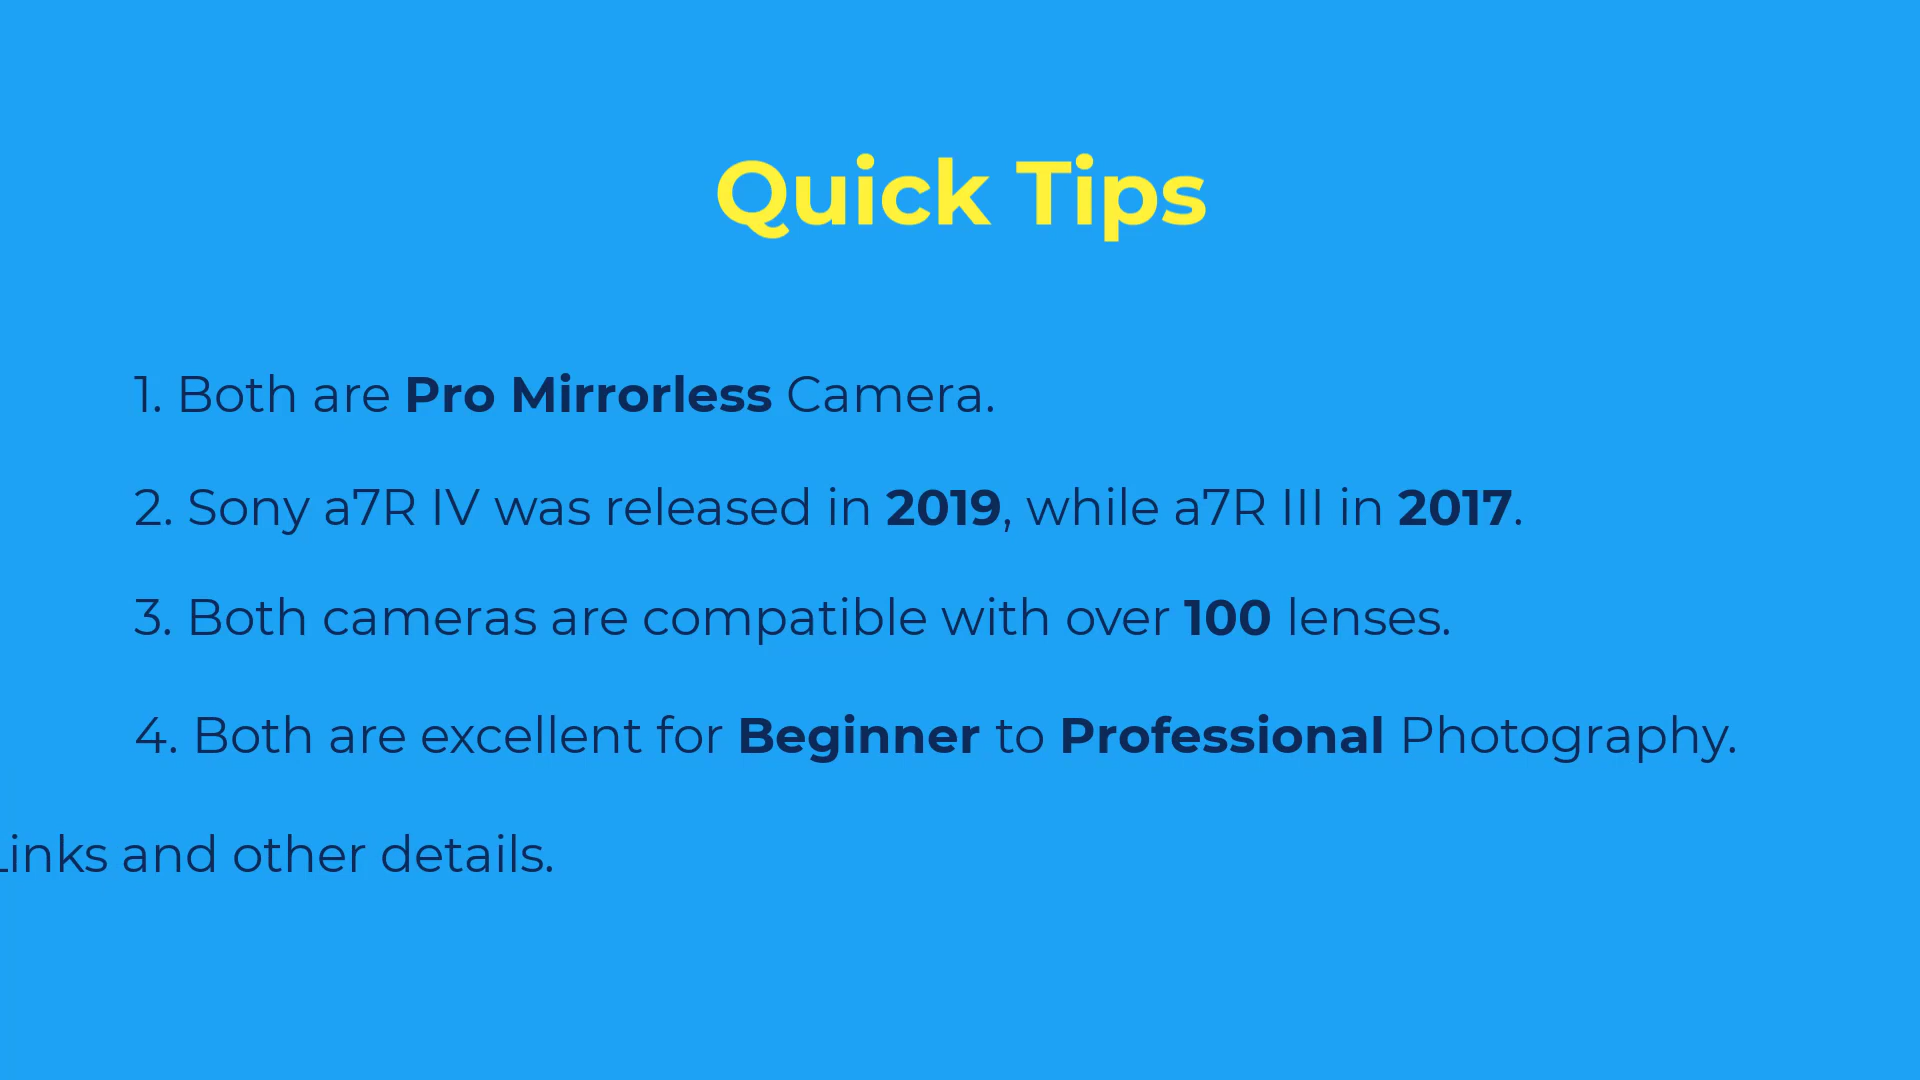 Quick Tips
1. Both are Pro Mirrorless Camera.
2. Sony a7R IV was released in 2019, while a7R III in 2017.
3. Both cameras are compatible with over 100 lenses.
4. Both are excellent for Beginner to Professional Photography.
Links and other details.